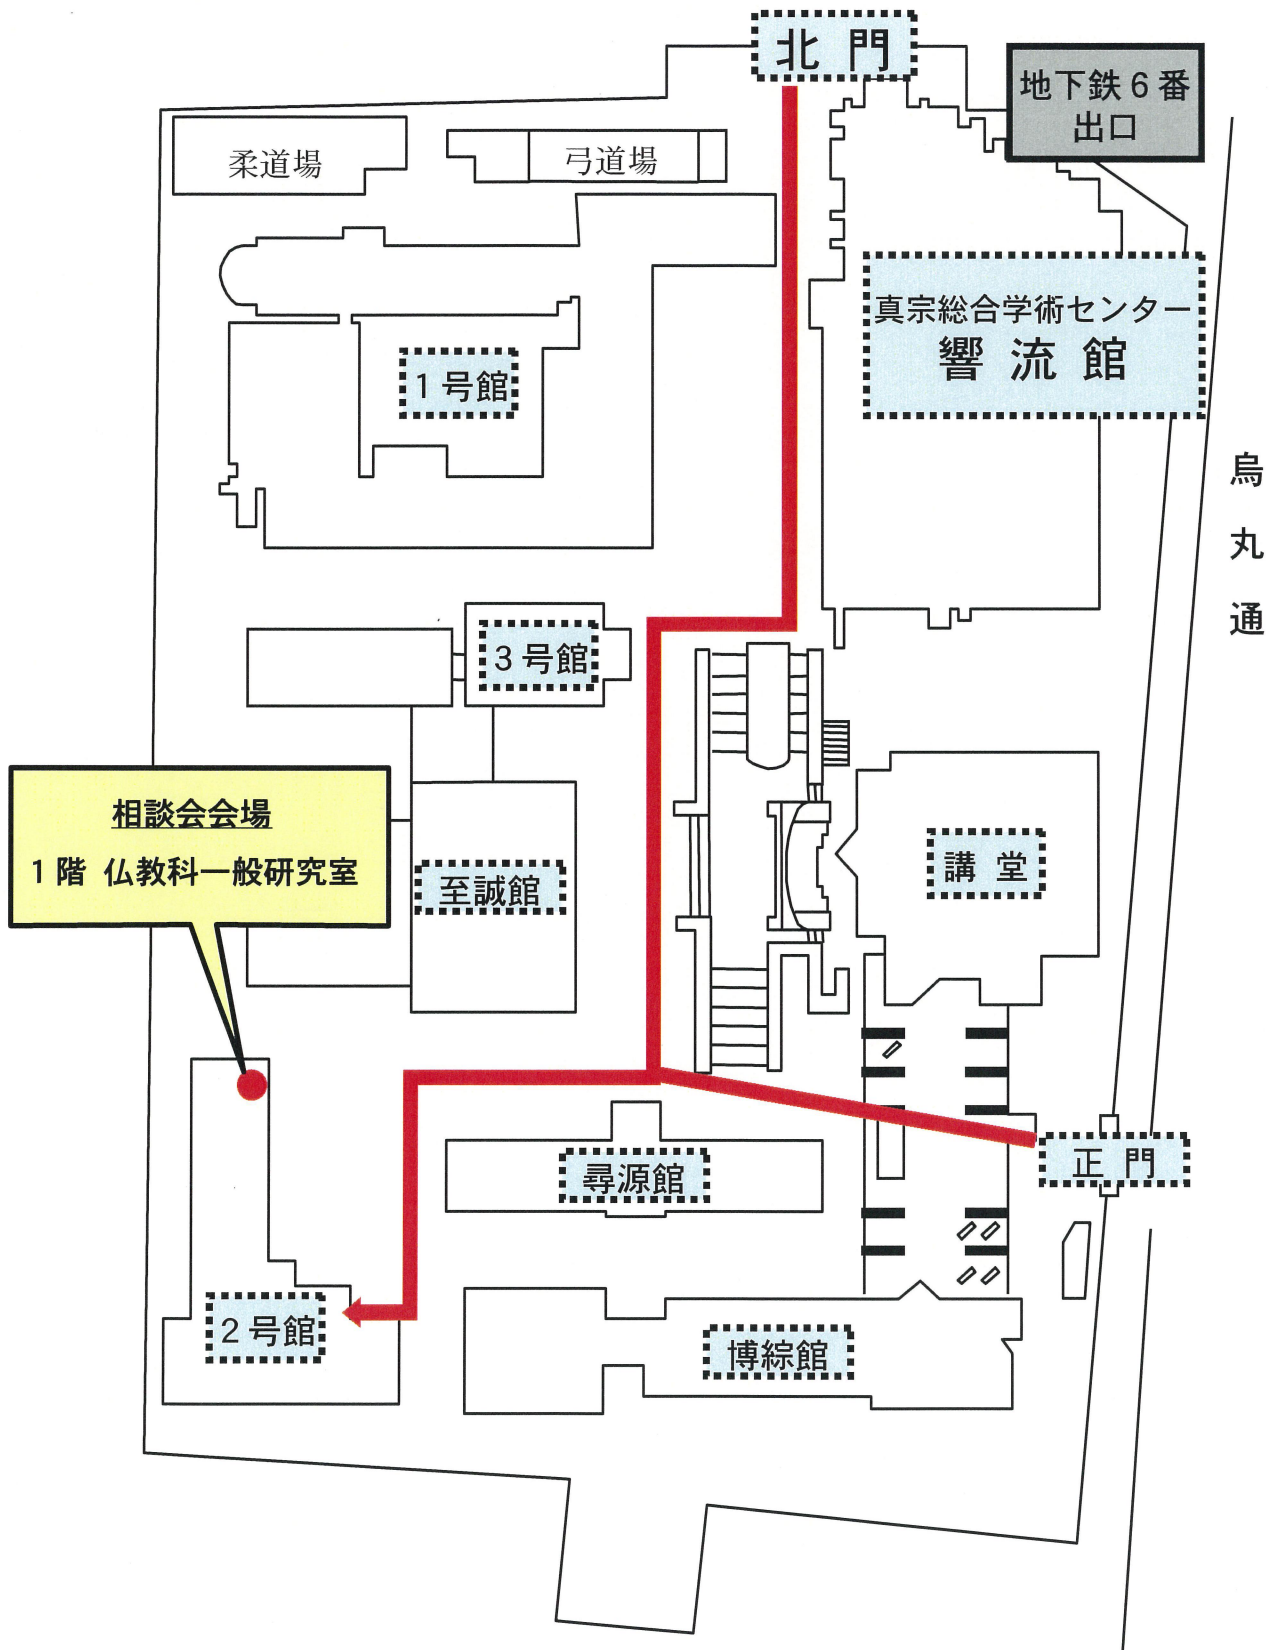 北門
地下鉄6番
出口
柔道場
弓道場
真宗総合学術センター
響流館
1号館
烏丸通
3号館
相談会会場
1階 仏教科一般研究室
至誠館
講堂
正門
尋源館
2号館
博綜館